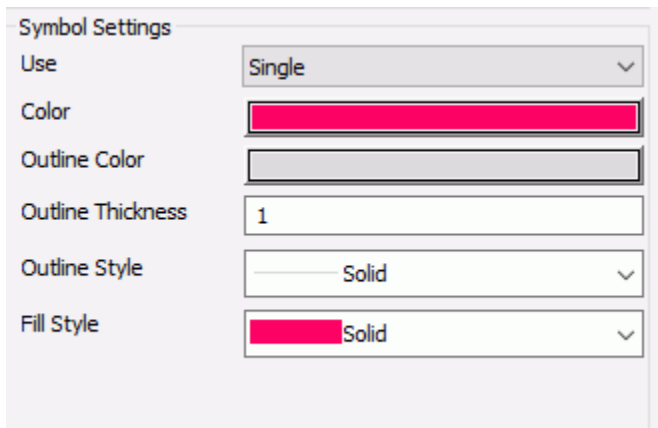 Symbol Settings
Use Single
Color
Outline Color
Outline Thickness 1
Outline Style Solid
Fill Style Solid